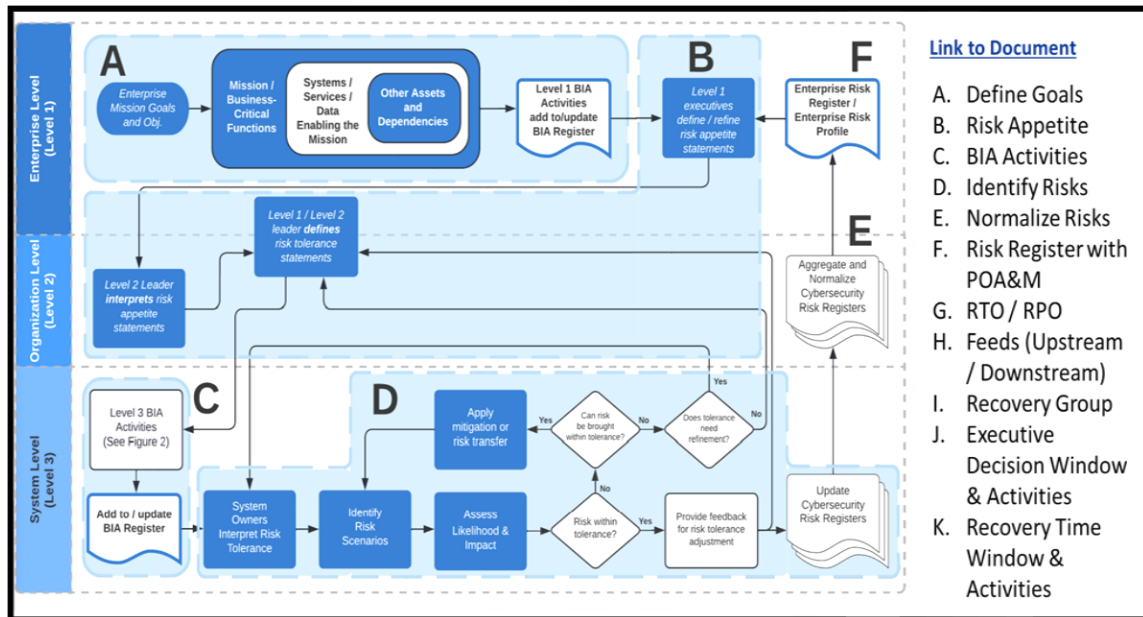 Enterprise Level
(Level 1)
Organization Level
(Level 2)
System Level
(Level 3)
A
Enterprise
Mission Goals
and Obj.
Mission /
Business-
Critical
Functions
Systems /
Services /
Data
Enabling the
Mission
Other Assets
and
Dependencies
Level 1 BIA
Activities
add to/update
BIA Register
B
Level 1
executives
define / refine
risk appetite
statements
F
Enterprise Risk
Register /
Enterprise Risk
Profile
Level 1 / Level 2
leader defines
risk tolerance
statements
Level 2 Leader
interprets risk
appetite
statements
E
Aggregate and
Normalize
Cybersecurity
Risk Registers
C
Level 3 BIA
Activities
(See Figure 2)
Add to / update
BIA Register
D
Apply
mitigation or
risk transfer
Yes
Can risk
be brought
within tolerance?
No
Does tolerance
need
refinement?
Yes
No
System
Owners
Interpret Risk
Tolerance
Identify
Risk
Scenarios
Assess
Likelihood &
Impact
No
Risk within
tolerance?
Yes
Provide feedback
for risk tolerance
adjustment
Update
Cybersecurity
Risk Registers
Link to Document
A. Define Goals
B. Risk Appetite
C. BIA Activities
D. Identify Risks
E. Normalize Risks
F. Risk Register with
POA&M
G. RTO / RPO
H. Feeds (Upstream
/ Downstream)
I. Recovery Group
J. Executive
Decision Window
& Activities
K. Recovery Time
Window &
Activities